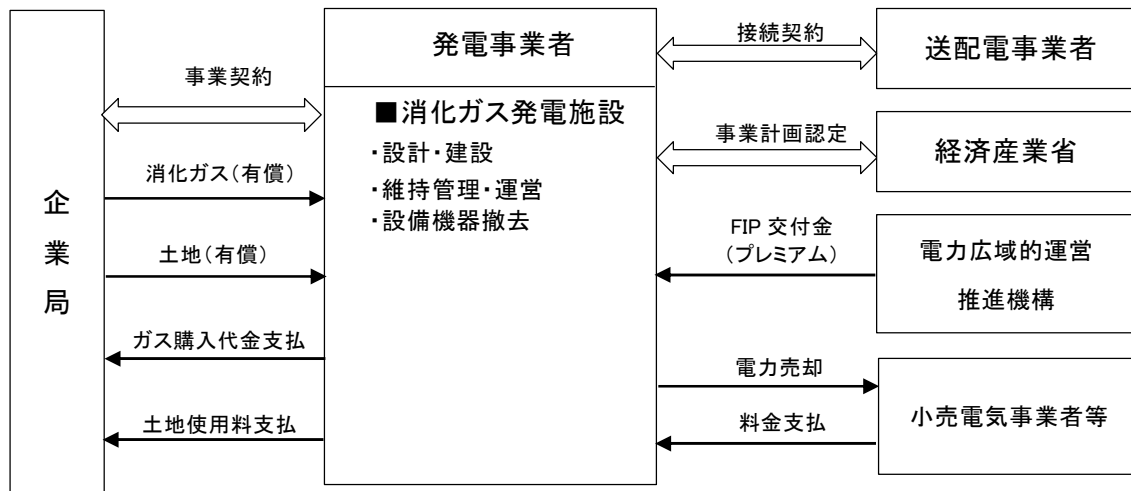 企
業
局
事業契約
消化ガス（有償）
土地（有償）
ガス購入代金支払
土地使用料支払
発電事業者
■消化ガス発電施設
・設計・建設
・維持管理・運営
・設備機器撤去
接続契約
事業計画認定
FIP 交付金
（プレミアム）
電力売却
料金支払
送配電事業者
経済産業省
電力広域的運営
推進機構
小売電気事業者等